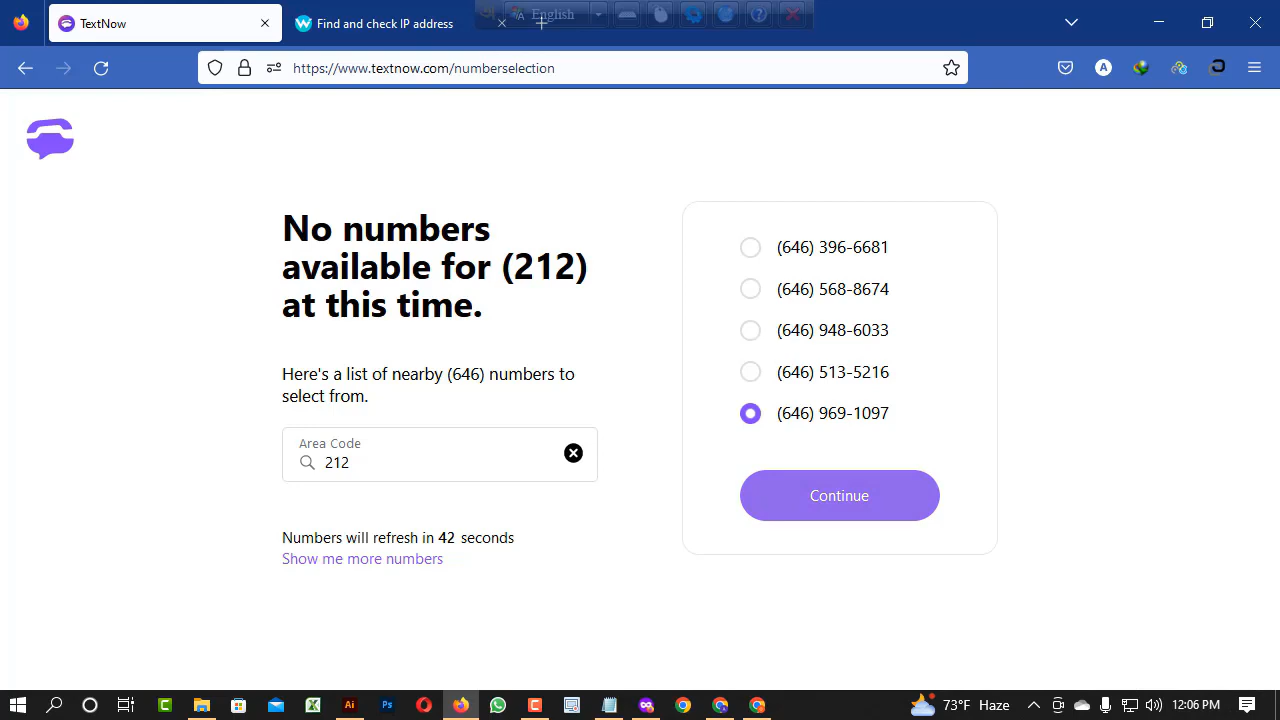 TextNow
Find and check IP address
English
https://www.textnow.com/numberselection
A
No numbers
available for (212)
at this time.
Here's a list of nearby (646) numbers to
select from.
Area Code
212
Numbers will refresh in 42 seconds
Show me more numbers
(646) 396-6681
(646) 568-8674
(646) 948-6033
(646) 513-5216
(646) 969-1097
Continue
Ai
Ps
73°F Haze
12:06 PM